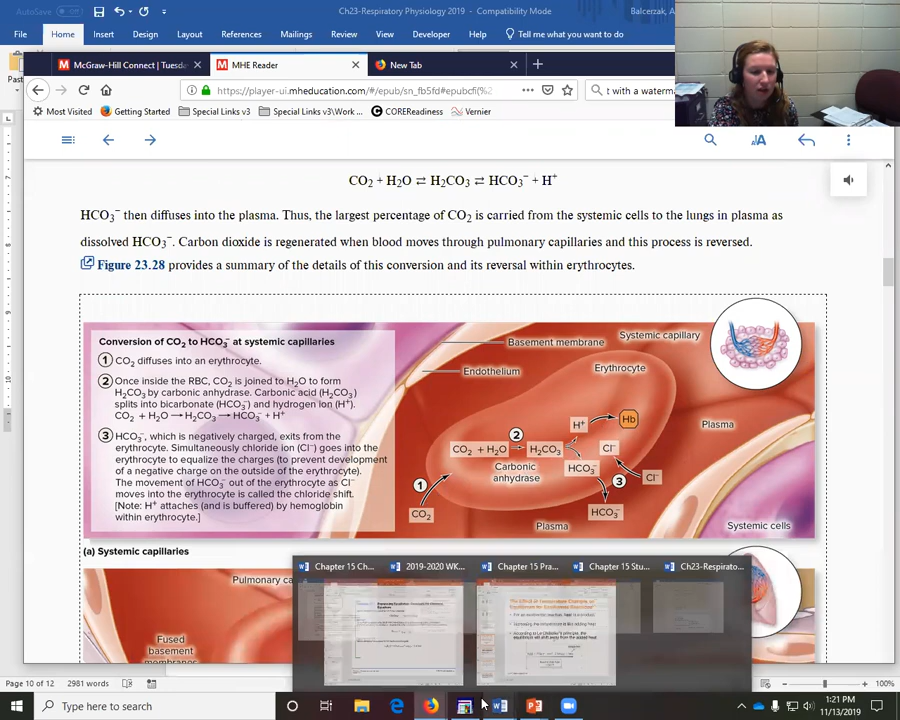 AutoSave Off
Ch23-Respiratory Physiology 2019 - Compatibility Mode
Balcerzak, A
File Home Insert Design Layout References Mailings Review View Developer Help Tell me what you want to do
Past
McGraw-Hill Connect | Tuesda
MHE Reader
New Tab
https://player-ui.mheducation.com/#/epub/sn_fb5fd#epubcfi(%2
t with a waterm
Most Visited Getting Started Special Links v3 Special Links v3\Work ... COREReadiness Vernier
CO₂ + H₂O ⇄ H₂CO₃ ⇄ HCO₃⁻ + H⁺
HCO₃⁻ then diffuses into the plasma. Thus, the largest percentage of CO₂ is carried from the systemic cells to the lungs in plasma as
dissolved HCO₃⁻. Carbon dioxide is regenerated when blood moves through pulmonary capillaries and this process is reversed.
Figure 23.28 provides a summary of the details of this conversion and its reversal within erythrocytes.
Conversion of CO₂ to HCO₃⁻ at systemic capillaries
1 CO₂ diffuses into an erythrocyte.
2 Once inside the RBC, CO₂ is joined to H₂O to form
H₂CO₃ by carbonic anhydrase. Carbonic acid (H₂CO₃)
splits into bicarbonate (HCO₃⁻) and hydrogen ion (H⁺).
CO₂ + H₂O → H₂CO₃ → HCO₃⁻ + H⁺
3 HCO₃⁻, which is negatively charged, exits from the
erythrocyte. Simultaneously chloride ion (Cl⁻) goes into the
erythrocyte to equalize the charges (to prevent development
of a negative charge on the outside of the erythrocyte).
The movement of HCO₃⁻ out of the erythrocyte as Cl⁻
moves into the erythrocyte is called the chloride shift.
[Note: H⁺ attaches (and is buffered) by hemoglobin
within erythrocyte.]
Systemic capillary
Basement membrane
Endothelium
Erythrocyte
Plasma
H⁺
Hb
2
Cl⁻
CO₂ + H₂O → H₂CO₃
Carbonic
anhydrase
HCO₃⁻
3
Cl⁻
1
CO₂
HCO₃⁻
Plasma
Systemic cells
(a) Systemic capillaries
Pulmonary ca
Fused
basement
membranes
Chapter 15 Ch...
2019-2020 WK...
Chapter 15 Pra...
Chapter 15 Stu...
Ch23-Respirato...
Page 10 of 12 2981 words
100%
Type here to search
1:21 PM
11/13/2019